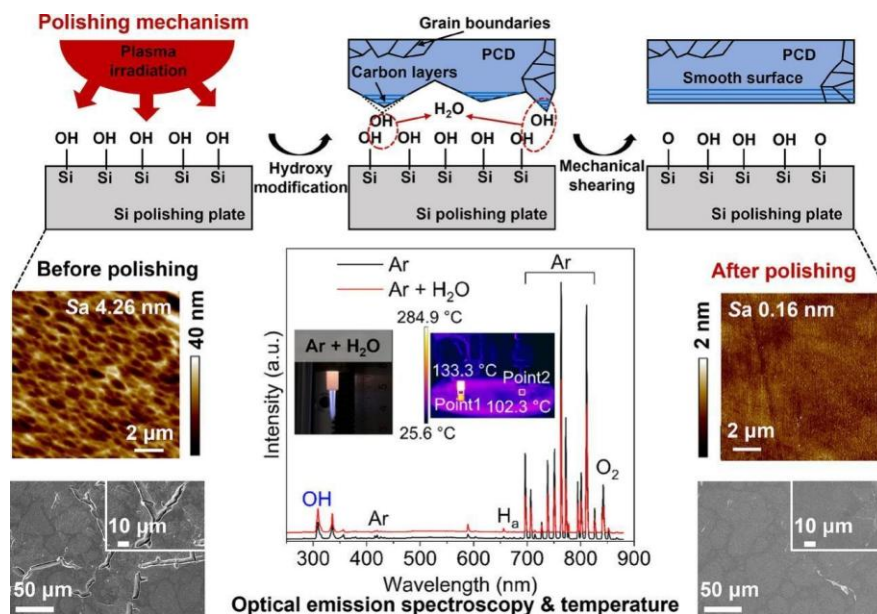 Polishing mechanism
Plasma
irradiation
OH OH OH OH OH
Si Si Si Si Si
Si polishing plate
Hydroxy
modification
Grain boundaries
PCD
Carbon layers
H2O
OH
OH
OH OH OH OH OH
Si Si Si Si Si
Si polishing plate
Mechanical
shearing
PCD
Smooth surface
O OH OH OH O
Si Si Si Si Si
Si polishing plate
Before polishing
Sa 4.26 nm
40 nm
2 μm
10 μm
50 μm
Ar
Ar + H2O
Ar
284.9 °C
Ar + H2O
133.3 °C
Point2
Point1
102.3 °C
25.6 °C
OH
Ar
Ha
O2
Intensity (a.u.)
300 400 500 600 700 800 900
Wavelength (nm)
Optical emission spectroscopy & temperature
After polishing
Sa 0.16 nm
2 nm
2 μm
10 μm
50 μm